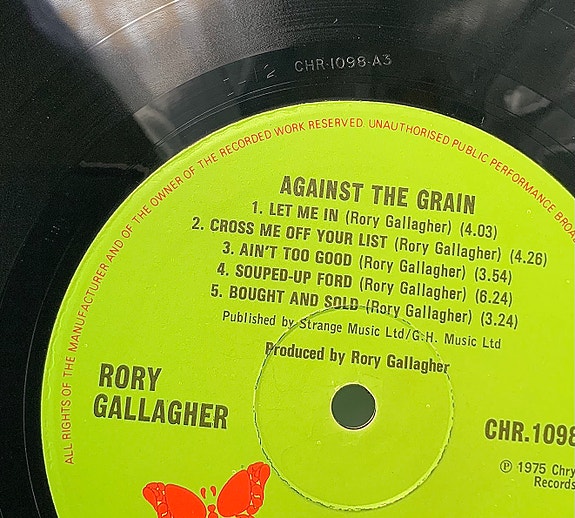 CHR-1098-A3
ALL RIGHTS OF THE MANUFACTURER AND OF THE OWNER OF THE RECORDED WORK RESERVED. UNAUTHORISED PUBLIC PERFORMANCE BROA
AGAINST THE GRAIN
1. LET ME IN (Rory Gallagher) (4.03)
2. CROSS ME OFF YOUR LIST (Rory Gallagher) (4.26)
3. AIN'T TOO GOOD (Rory Gallagher) (3.54)
4. SOUPED-UP FORD (Rory Gallagher) (6.24)
5. BOUGHT AND SOLD (Rory Gallagher) (3.24)
Published by Strange Music Ltd/G.H. Music Ltd
Produced by Rory Gallagher
RORY
GALLAGHER
CHR.1098
℗ 1975 Chry
Records